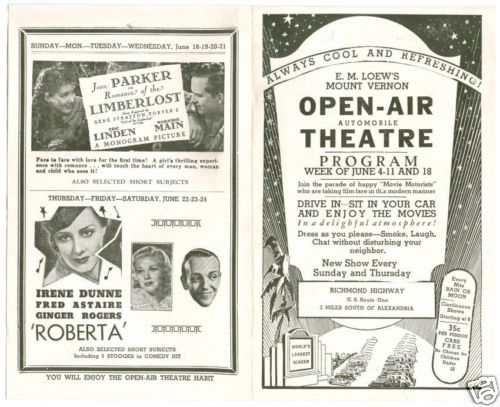 SUNDAY—MON.—TUESDAY—WEDNESDAY, June 18-19-20-21
Jean PARKER
in
Romance of the
LIMBERLOST
GENE STRATTON-PORTER'S
ERIC LINDEN
MARJORIE MAIN
A MONOGRAM PICTURE
Face to face with love for the first time! A girl's thrilling experi-
ence with romance . . . will touch the heart of every man, woman
and child who sees it!
ALSO SELECTED SHORT SUBJECTS
THURSDAY—FRIDAY—SATURDAY, JUNE 22-23-24
IRENE DUNNE
FRED ASTAIRE
GINGER ROGERS
'ROBERTA'
ALSO SELECTED SHORT SUBJECTS
Including 3 STOOGES in COMEDY HIT
YOU WILL ENJOY THE OPEN-AIR THEATRE HABIT
ALWAYS COOL AND REFRESHING!
E. M. LOEW'S
MOUNT VERNON
OPEN-AIR
AUTOMOBILE
THEATRE
PROGRAM
WEEK OF JUNE 4-11 AND 18
Join the parade of happy "Movie Motorists"
who are taking film fare in this modern manner
DRIVE IN—SIT IN YOUR CAR
AND ENJOY THE MOVIES
In a delightful atmosphere!
Dress as you please—Smoke, Laugh,
Chat without disturbing your
neighbor.
New Show Every
Sunday and Thursday
RICHMOND HIGHWAY
U. S. Route One
3 MILES SOUTH OF ALEXANDRIA
Every
Nite
RAIN OR
MOON
Continuous
Shows
Starting at 8
35c
PER PERSON
CARS
FREE
No Charge for
Children
Under
12
WORLD'S
LARGEST
SCREEN
eb